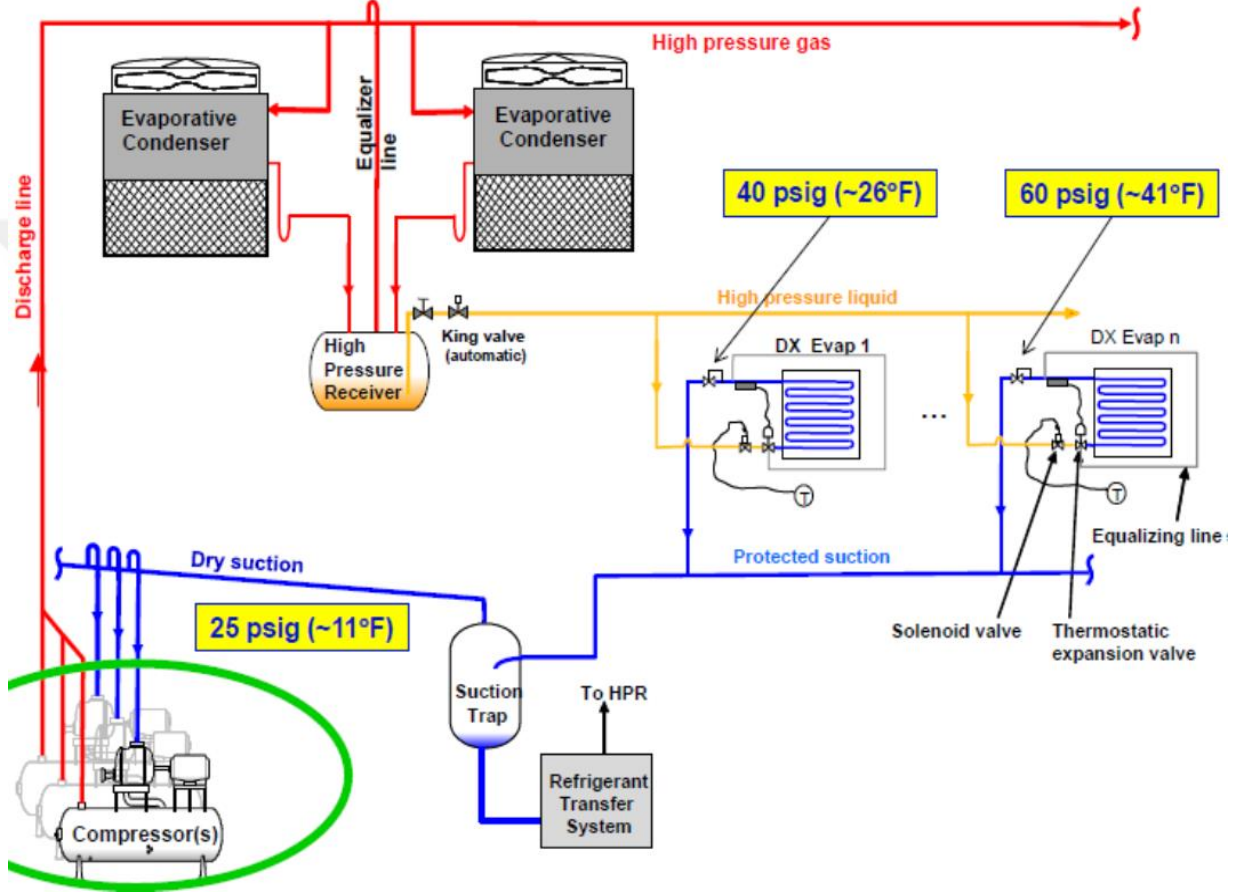 High pressure gas
Evaporative
Condenser
Equalizer
line
Evaporative
Condenser
Discharge line
40 psig (~26°F)
60 psig (~41°F)
High pressure liquid
T
King valve
(automatic)
High
Pressure
Receiver
DX Evap 1
DX Evap n
...
T
T
Equalizing line
Dry suction
Protected suction
25 psig (~11°F)
Solenoid valve
Thermostatic
expansion valve
Suction
Trap
To HPR
Refrigerant
Transfer
System
Compressor(s)